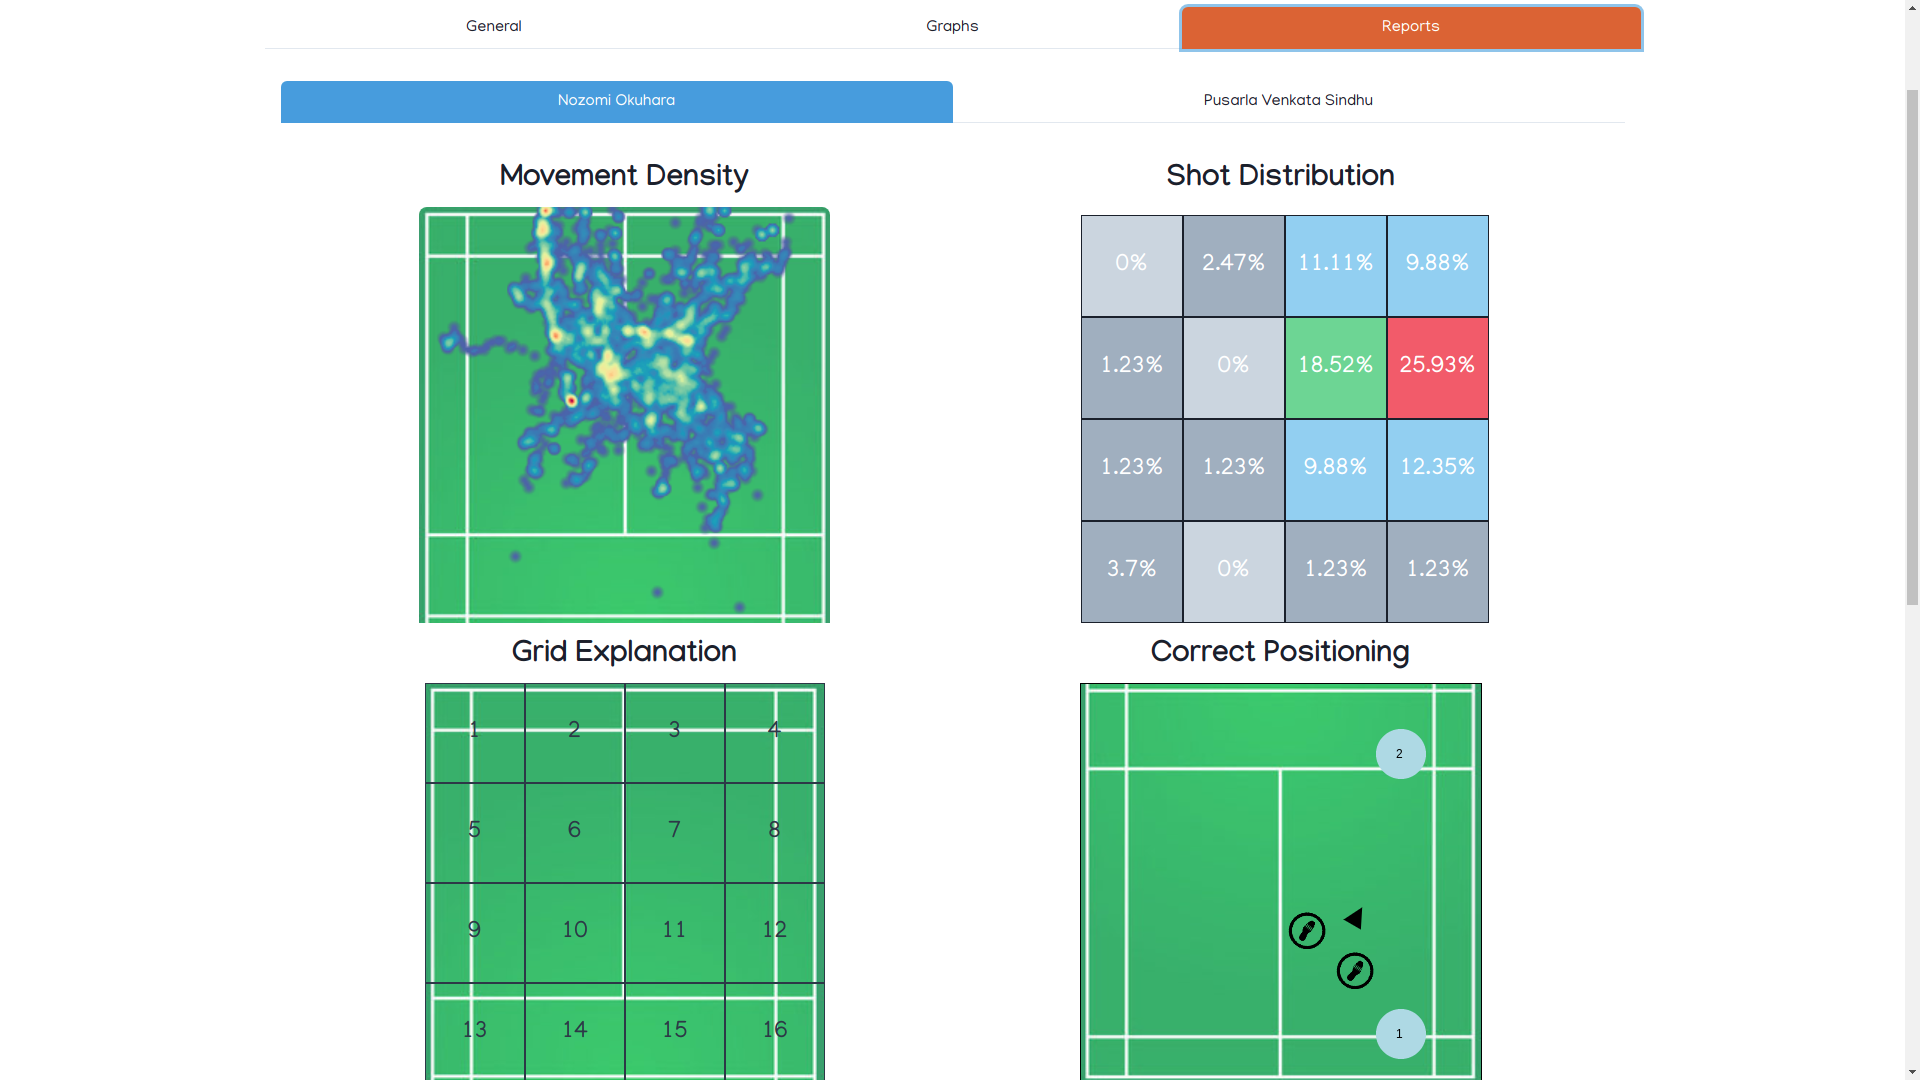 General Graphs Reports
Nozomi Okuhara Pusarla Venkata Sindhu
Movement Density
Shot Distribution
0% 2.47% 11.11% 9.88%
1.23% 0% 18.52% 25.93%
1.23% 1.23% 9.88% 12.35%
3.7% 0% 1.23% 1.23%
Grid Explanation
1 2 3 4
5 6 7 8
9 10 11 12
13 14 15 16
Correct Positioning
2
1